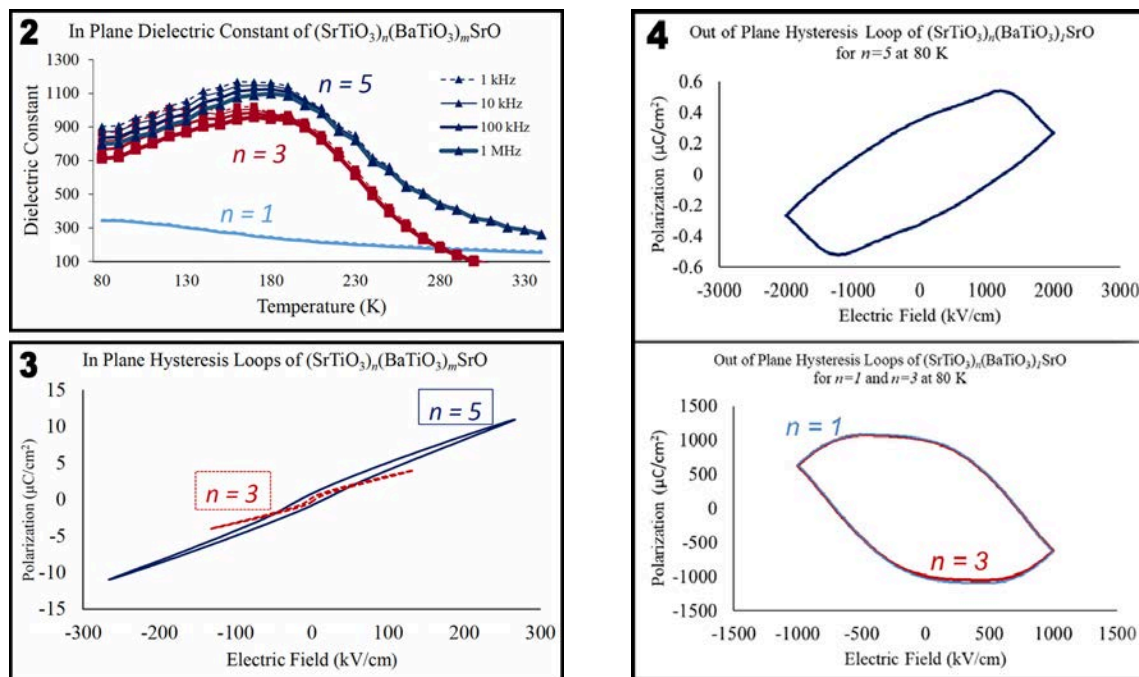 2
In Plane Dielectric Constant of (SrTiO₃)ₙ(BaTiO₃)ₘSrO
Dielectric Constant
1300
1100
900
700
500
300
100
n = 5
n = 3
n = 1
1 kHz
10 kHz
100 kHz
1 MHz
80 130 180 230 280 330
Temperature (K)
3
In Plane Hysteresis Loops of (SrTiO₃)ₙ(BaTiO₃)ₘSrO
Polarization (μC/cm²)
15
10
5
0
-5
-10
-15
n = 5
n = 3
-300 -200 -100 0 100 200 300
Electric Field (kV/cm)
4
Out of Plane Hysteresis Loop of (SrTiO₃)ₙ(BaTiO₃)₁SrO
for n=5 at 80 K
Polarization (μC/cm²)
0.6
0.4
0.2
0
-0.2
-0.4
-0.6
-3000 -2000 -1000 0 1000 2000 3000
Electric Field (kV/cm)
Out of Plane Hysteresis Loops of (SrTiO₃)ₙ(BaTiO₃)₁SrO
for n=1 and n=3 at 80 K
Polarization (μC/cm²)
1500
1000
500
0
-500
-1000
-1500
n = 1
n = 3
-1500 -1000 -500 0 500 1000 1500
Electric Field (kV/cm)